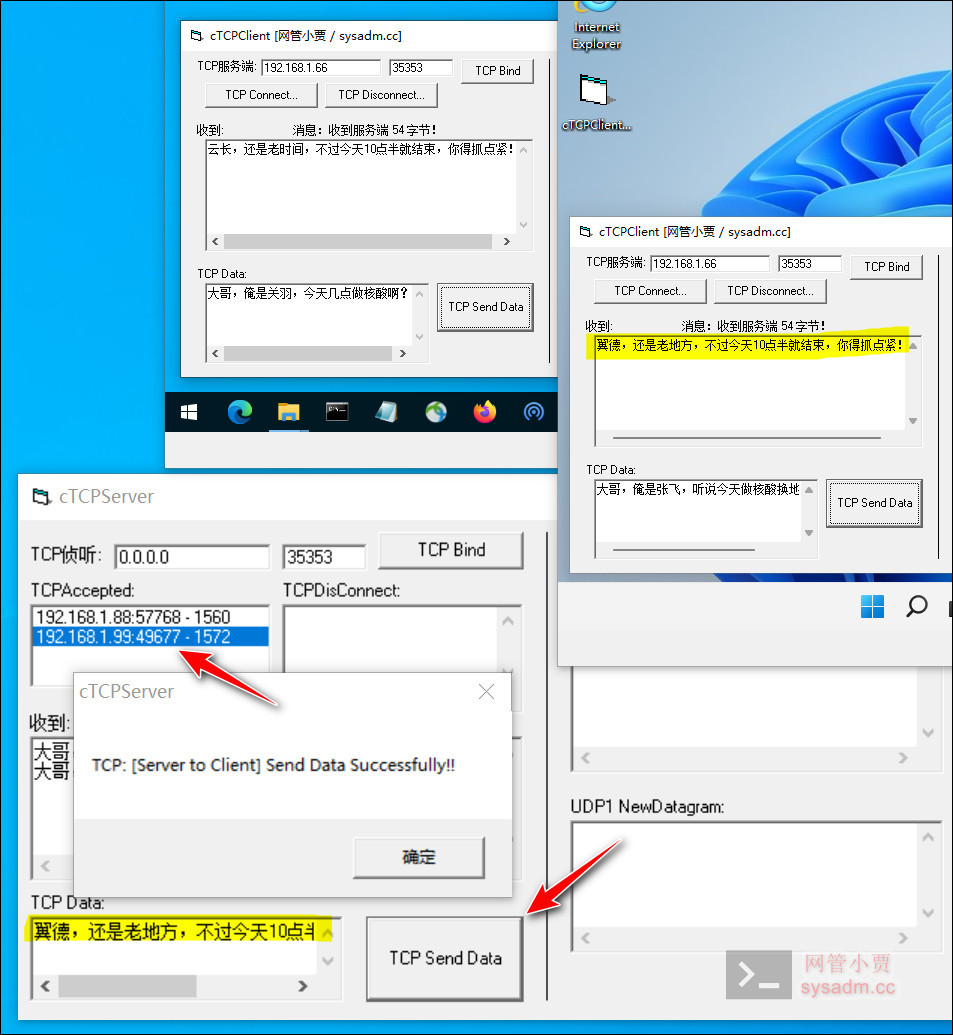 cTCPClient [网管小贾 / sysadm.cc]
TCP服务端: 192.168.1.66 35353 TCP Bind
TCP Connect... TCP Disconnect...
收到: 消息：收到服务端 54 字节！
云长，还是老时间，不过今天10点半就结束，你得抓点紧！
TCP Data:
大哥，俺是关羽，今天几点做核酸啊？
TCP Send Data
Internet
Explorer
cTCPClient...
cTCPClient [网管小贾 / sysadm.cc]
TCP服务端: 192.168.1.66 35353 TCP Bind
TCP Connect... TCP Disconnect...
收到: 消息：收到服务端 54 字节！
翼德，还是老地方，不过今天10点半就结束，你得抓点紧！
TCP Data:
大哥，俺是张飞，听说今天做核酸换地
TCP Send Data
cTCPServer
TCP侦听: 0.0.0.0 35353 TCP Bind
TCPAccepted: TCPDisConnect:
192.168.1.88:57768 - 1560
192.168.1.99:49677 - 1572
收到:
大哥
大哥
cTCPServer
TCP: [Server to Client] Send Data Successfully!!
确定
TCP Data:
翼德，还是老地方，不过今天10点半
TCP Send Data
UDP1 NewDatagram:
网管小贾
sysadm.cc